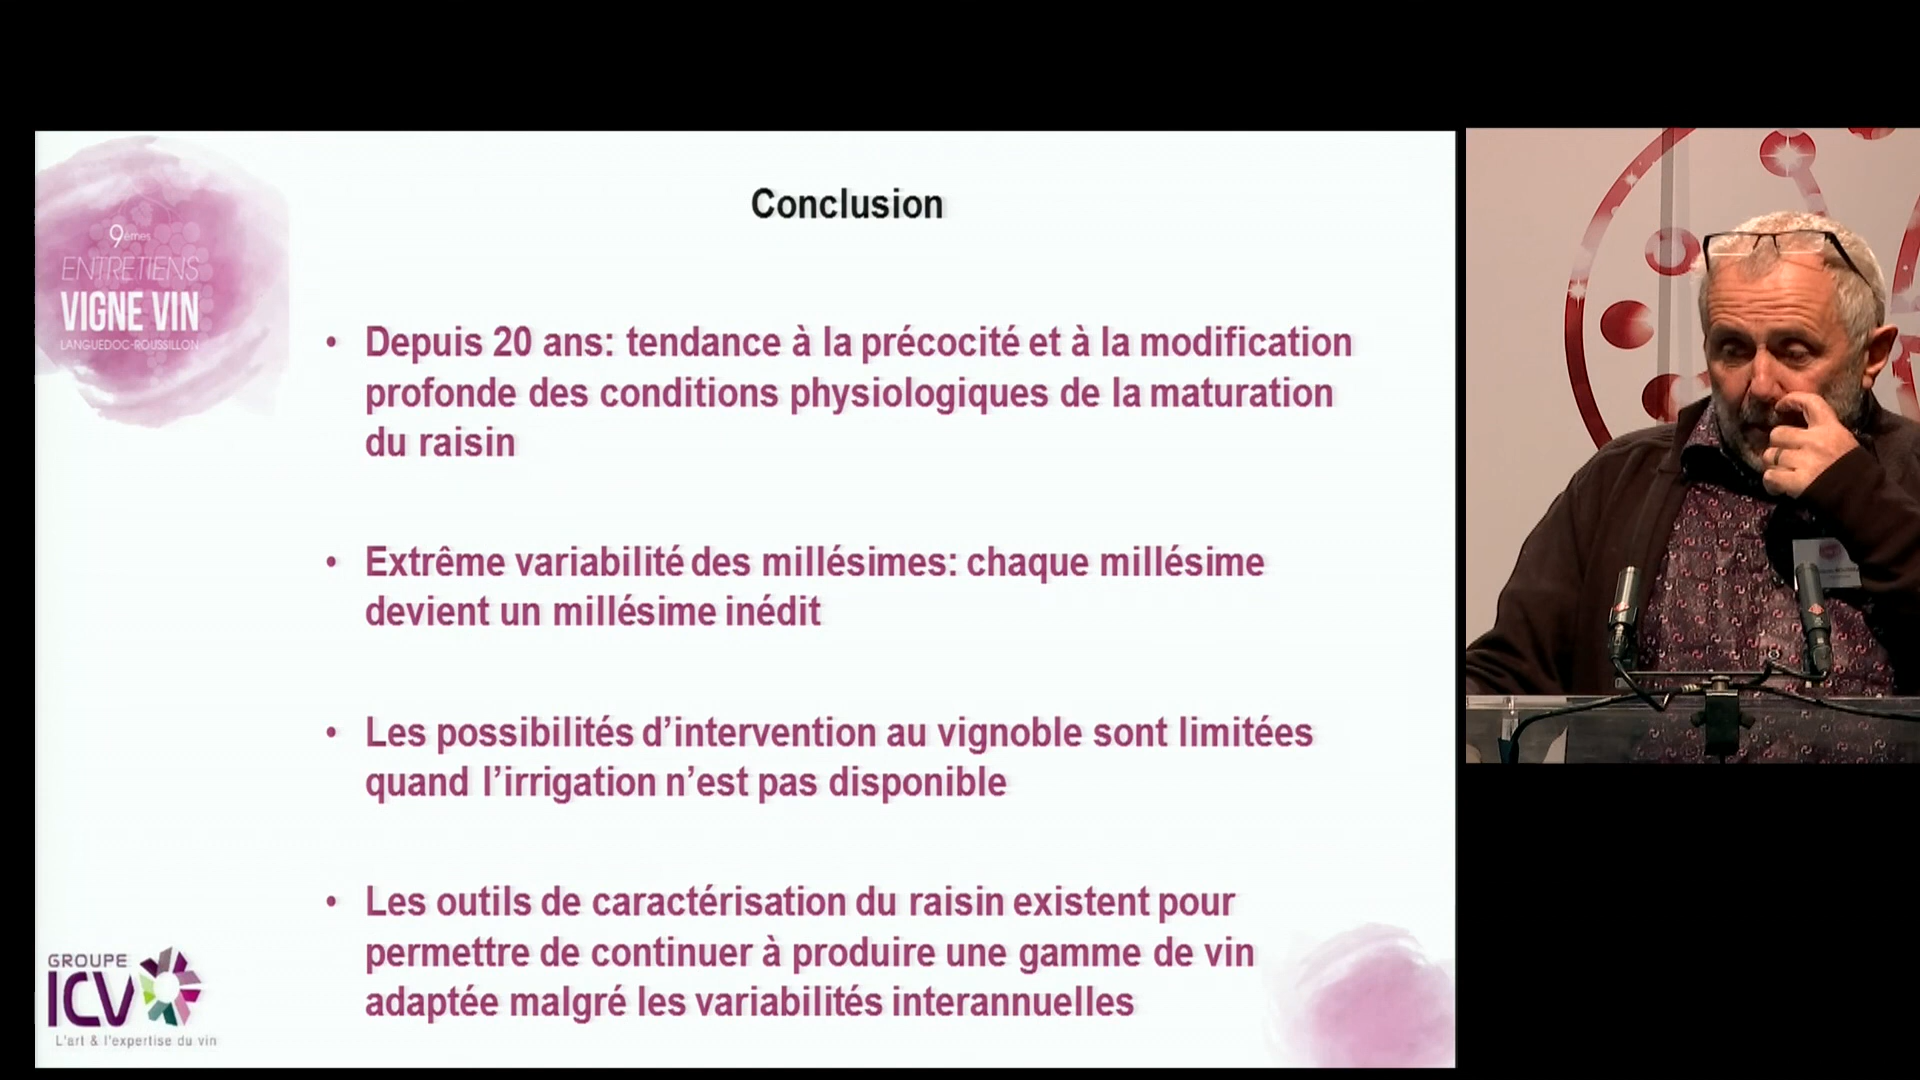 Conclusion
9èmes
ENTRETIENS
VIGNE VIN
LANGUEDOC-ROUSSILLON
• Depuis 20 ans: tendance à la précocité et à la modification
profonde des conditions physiologiques de la maturation
du raisin
• Extrême variabilité des millésimes: chaque millésime
devient un millésime inédit
• Les possibilités d’intervention au vignoble sont limitées
quand l’irrigation n’est pas disponible
• Les outils de caractérisation du raisin existent pour
permettre de continuer à produire une gamme de vin
adaptée malgré les variabilités interannuelles
GROUPE
ICV
L'art & l'expertise du vin